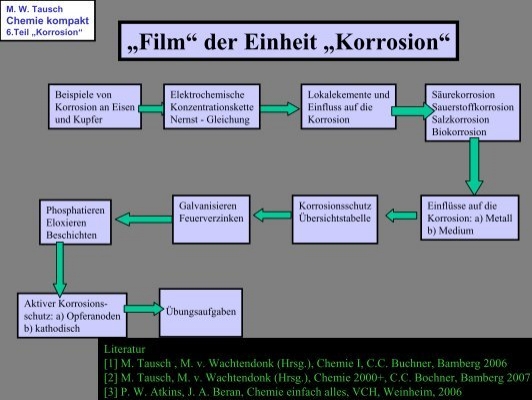 M. W. Tausch
Chemie kompakt
6.Teil „Korrosion“
„Film“ der Einheit „Korrosion“
Beispiele von
Korrosion an Eisen
und Kupfer
Elektrochemische
Konzentrationskette
Nernst - Gleichung
Lokalekemente und
Einfluss auf die
Korrosion
Säurekorrosion
Sauerstoffkorrosion
Salzkorrosion
Biokorrosion
Einflüsse auf die
Korrosion: a) Metall
b) Medium
Korrosionsschutz
Übersichtstabelle
Galvanisieren
Feuerverzinken
Phosphatieren
Eloxieren
Beschichten
Aktiver Korrosions-
schutz: a) Opferanoden
b) kathodisch
Übungsaufgaben
Literatur
[1] M. Tausch , M. v. Wachtendonk (Hrsg.), Chemie I, C.C. Buchner, Bamberg 2006
[2] M. Tausch, M. v. Wachtendonk (Hrsg.), Chemie 2000+, C.C. Bochner, Bamberg 2007
[3] P. W. Atkins, J. A. Beran, Chemie einfach alles, VCH, Weinheim, 2006